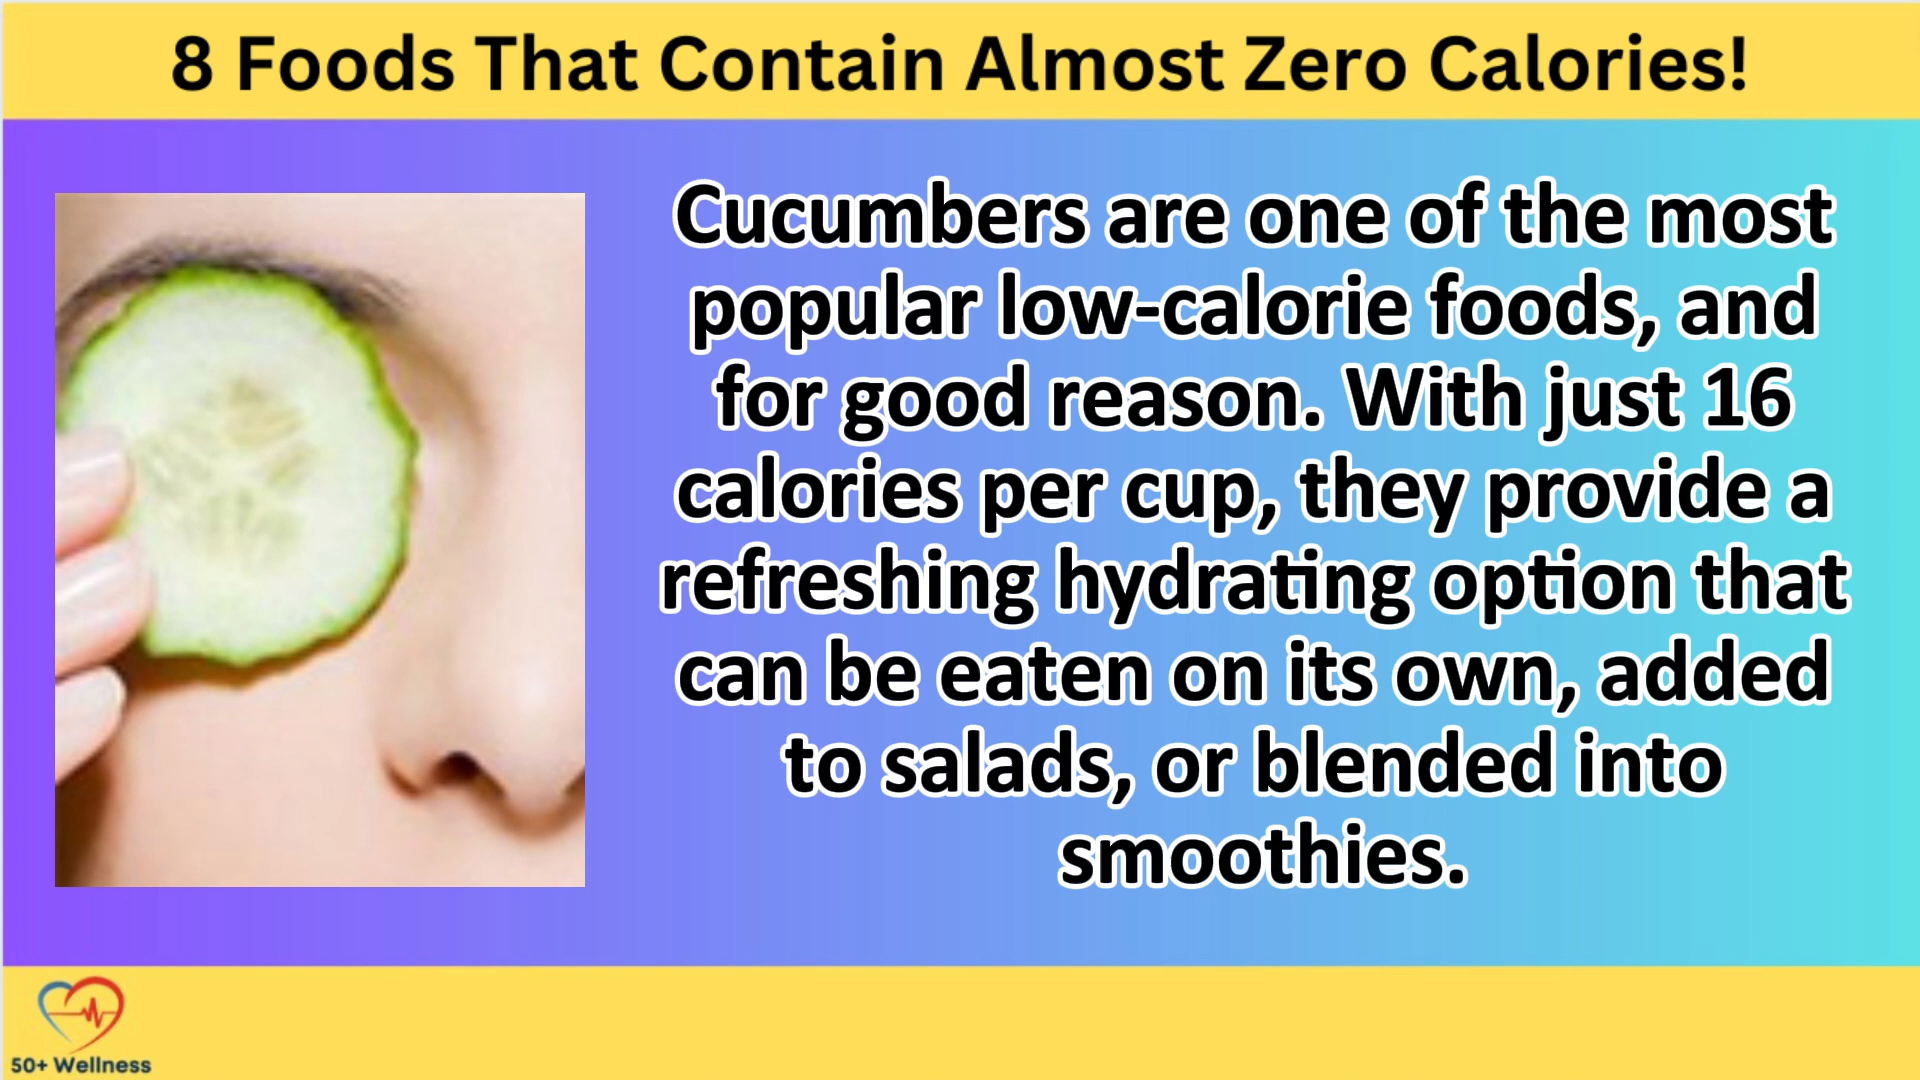 8 Foods That Contain Almost Zero Calories!
Cucumbers are one of the most
popular low-calorie foods, and
for good reason. With just 16
calories per cup, they provide a
refreshing hydrating option that
can be eaten on its own, added
to salads, or blended into
smoothies.
50+ Wellness